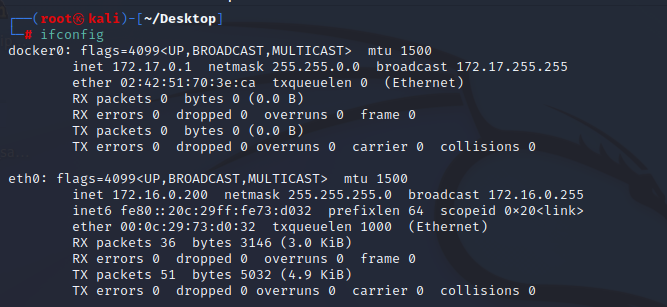 ┌──(root㉿kali)-[~/Desktop]
└─# ifconfig
docker0: flags=4099<UP,BROADCAST,MULTICAST>  mtu 1500
        inet 172.17.0.1  netmask 255.255.0.0  broadcast 172.17.255.255
        ether 02:42:51:70:3e:ca  txqueuelen 0  (Ethernet)
        RX packets 0  bytes 0 (0.0 B)
        RX errors 0  dropped 0  overruns 0  frame 0
        TX packets 0  bytes 0 (0.0 B)
        TX errors 0  dropped 0 overruns 0  carrier 0  collisions 0

eth0: flags=4099<UP,BROADCAST,MULTICAST>  mtu 1500
        inet 172.16.0.200  netmask 255.255.255.0  broadcast 172.16.0.255
        inet6 fe80::20c:29ff:fe73:d032  prefixlen 64  scopeid 0×20<link>
        ether 00:0c:29:73:d0:32  txqueuelen 1000  (Ethernet)
        RX packets 36  bytes 3146 (3.0 KiB)
        RX errors 0  dropped 0  overruns 0  frame 0
        TX packets 51  bytes 5032 (4.9 KiB)
        TX errors 0  dropped 0 overruns 0  carrier 0  collisions 0